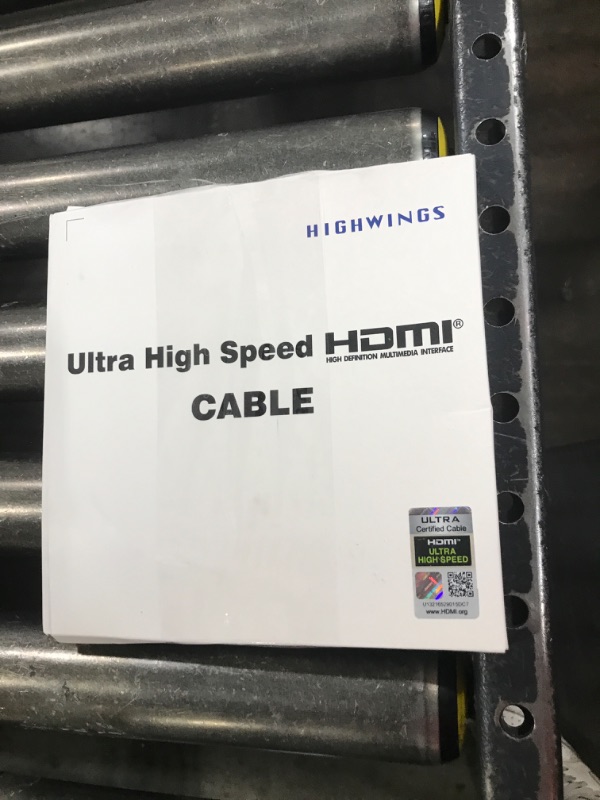 HIGHWINGS
Ultra High Speed HDMI®
HIGH DEFINITION MULTIMEDIA INTERFACE
CABLE
ULTRA
Certified Cable
HDMI™
ULTRA
HIGH SPEED
www.HDMI.org